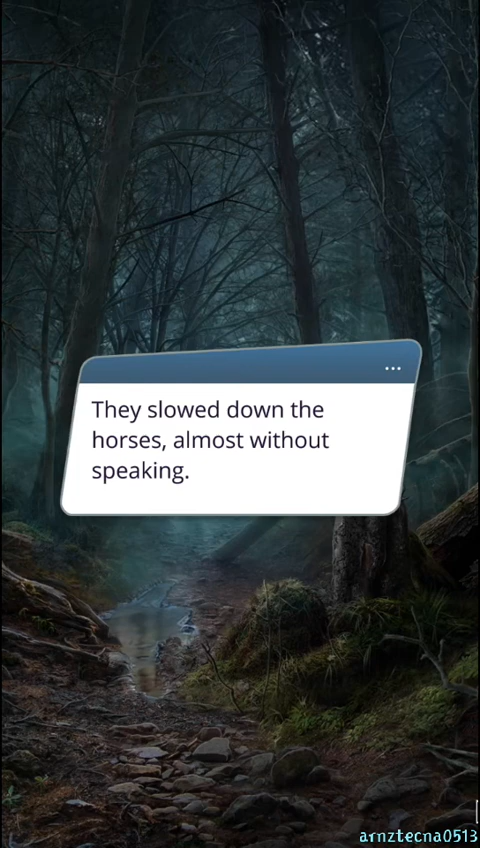 ...
They slowed down the
horses, almost without
speaking.
arnztecna0513